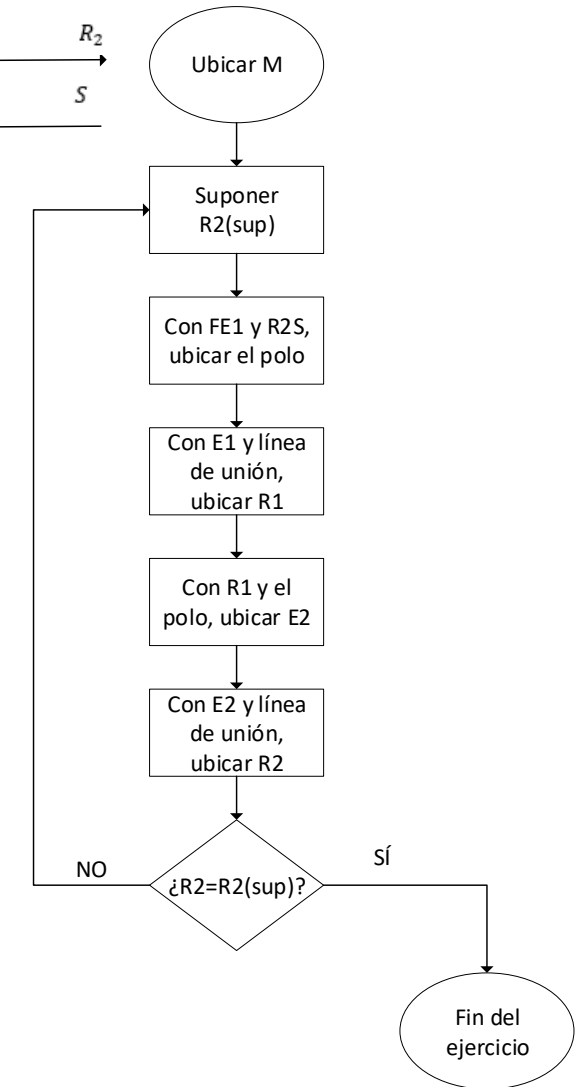 R₂
S
Ubicar M
Suponer
R2(sup)
Con FE1 y R2S,
ubicar el polo
Con E1 y línea
de unión,
ubicar R1
Con R1 y el
polo, ubicar E2
Con E2 y línea
de unión,
ubicar R2
NO
¿R2=R2(sup)?
SÍ
Fin del
ejercicio